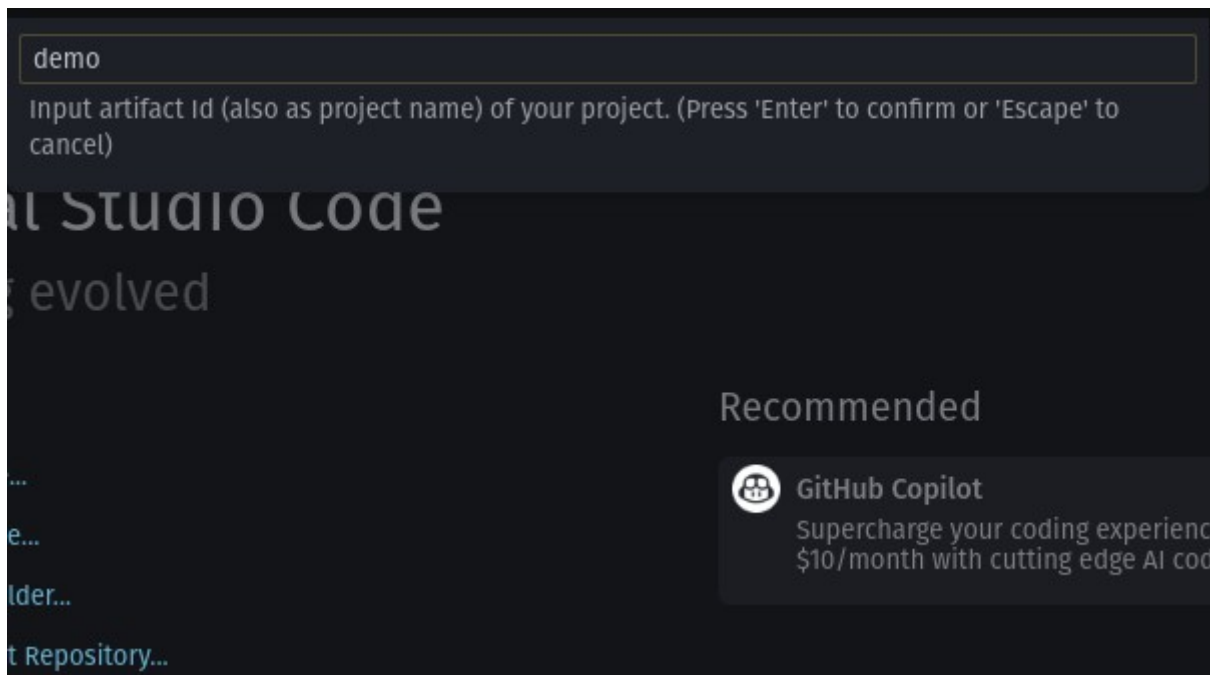 demo
Input artifact Id (also as project name) of your project. (Press 'Enter' to confirm or 'Escape' to
cancel)
al Studio Code
g evolved
Recommended
...
GitHub Copilot
e...
Supercharge your coding experienc
$10/month with cutting edge AI cod
lder...
t Repository...